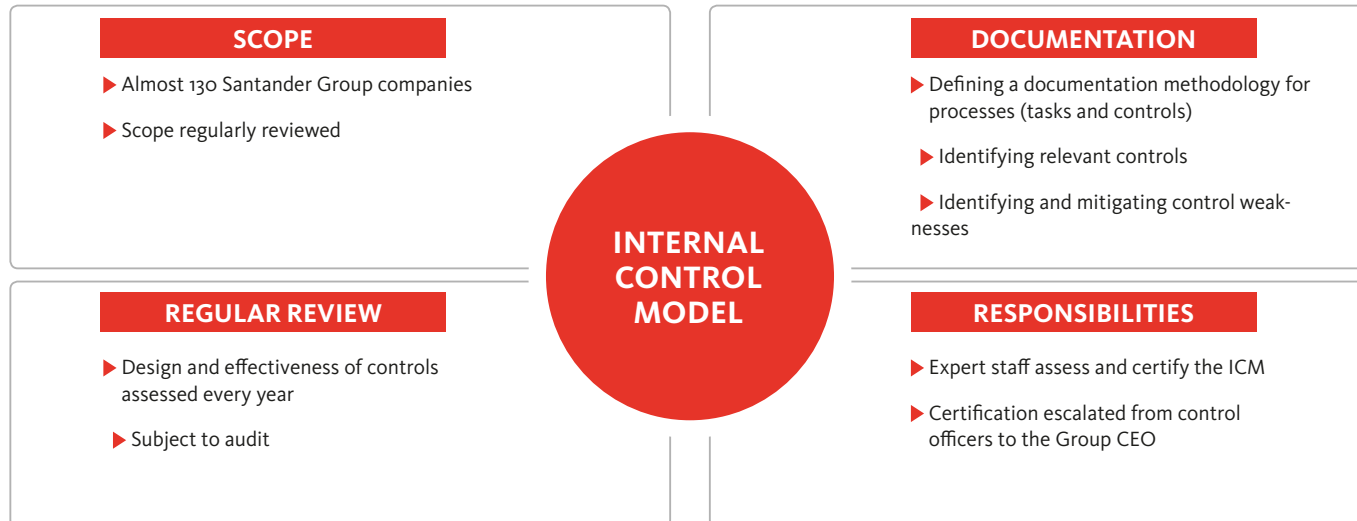 SCOPE
Almost 130 Santander Group companies
Scope regularly reviewed
DOCUMENTATION
Defining a documentation methodology for
processes (tasks and controls)
Identifying relevant controls
Identifying and mitigating control weak-
nesses
INTERNAL
CONTROL
MODEL
REGULAR REVIEW
Design and effectiveness of controls
assessed every year
Subject to audit
RESPONSIBILITIES
Expert staff assess and certify the ICM
Certification escalated from control
officers to the Group CEO